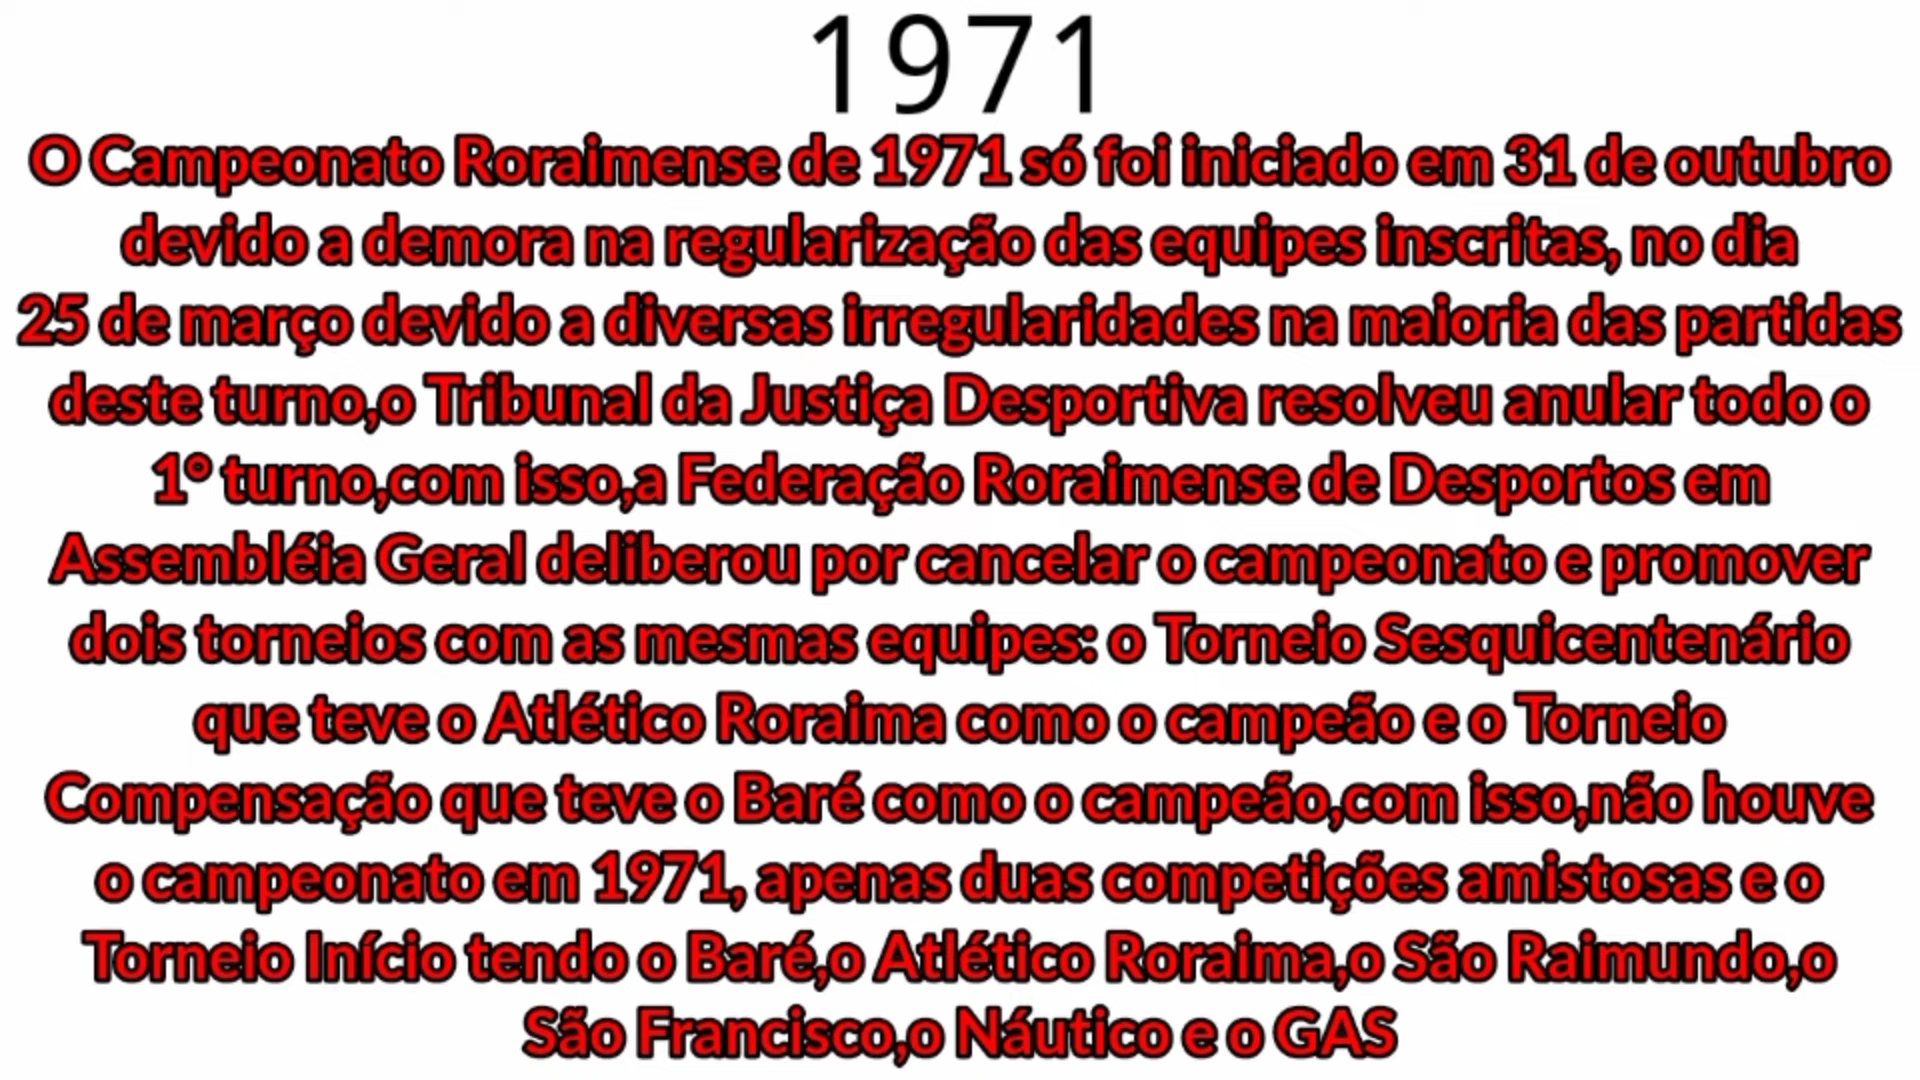 1971
O Campeonato Roraimense de 1971 só foi iniciado em 31 de outubro
devido a demora na regularização das equipes inscritas, no dia
25 de março devido a diversas irregularidades na maioria das partidas
deste turno,o Tribunal da Justiça Desportiva resolveu anular todo o
1° turno,com isso,a Federação Roraimense de Desportos em
Assembléia Geral deliberou por cancelar o campeonato e promover
dois torneios com as mesmas equipes: o Torneio Sesquicentenário
que teve o Atlético Roraima como o campeão e o Torneio
Compensação que teve o Baré como o campeão,com isso,não houve
o campeonato em 1971, apenas duas competições amistosas e o
Torneio Início tendo o Baré,o Atlético Roraima,o São Raimundo,o
São Francisco,o Náutico e o GAS